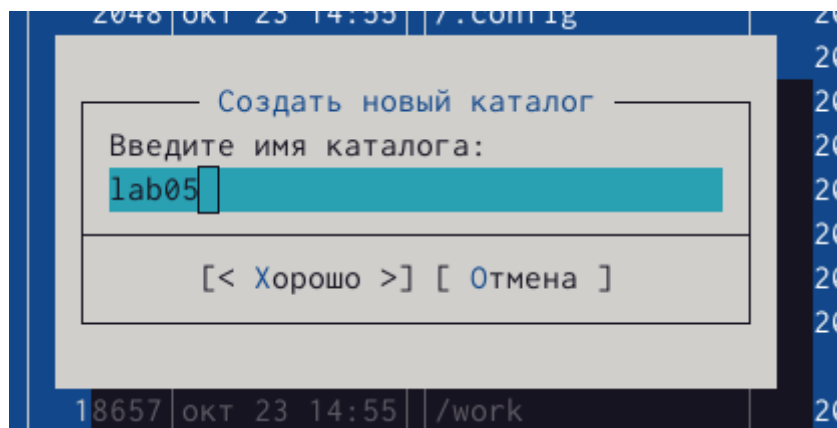 2048 окт 23 14:55 /.config
Создать новый каталог
Введите имя каталога:
lab05
[< Хорошо >] [ Отмена ]
18657 окт 23 14:55 /work